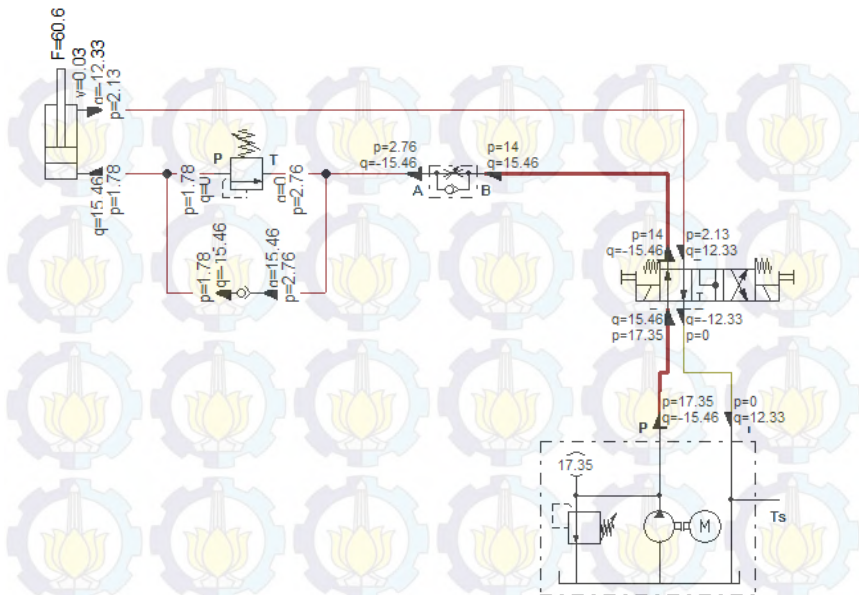 F=60.6
v=0.03
q=-12.33
p=2.13
q=15.46
p=1.78
P
T
p=1.78
q=0
q=0
p=2.76
p=1.78
q=-15.46
q=15.46
p=2.76
p=2.76
q=-15.46
p=14
q=15.46
A
B
p=14
q=-15.46
p=2.13
q=12.33
T
q=15.46
p=17.35
q=-12.33
p=0
p=17.35
q=-15.46
p=0
q=12.33
P
17.35
M
Ts